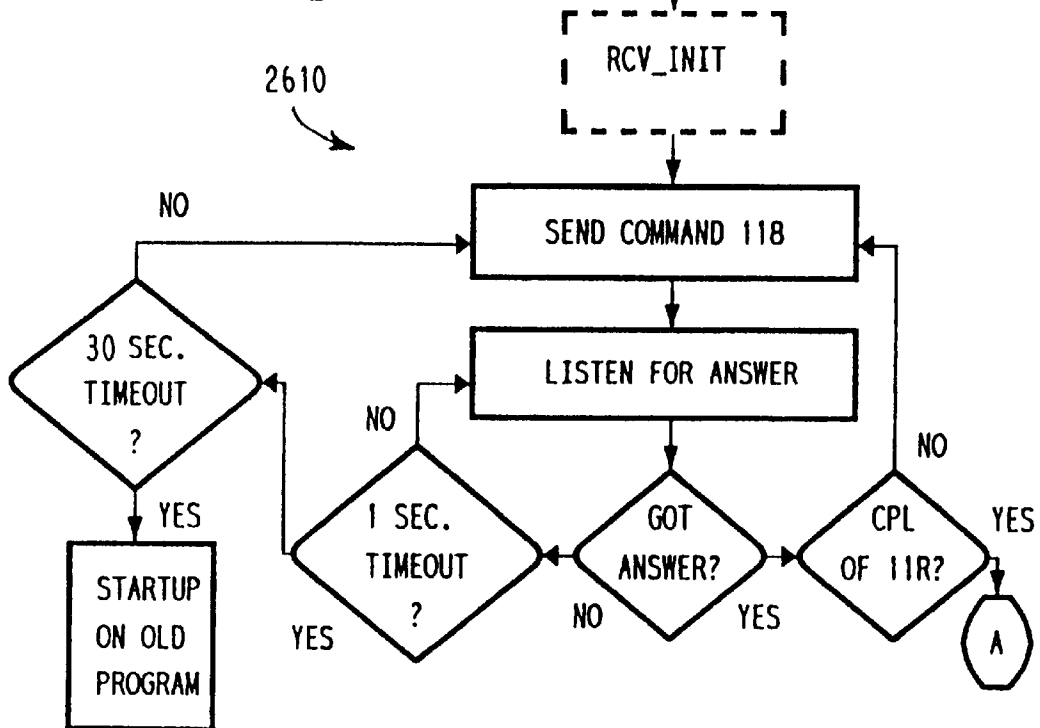 RCV_INIT
2610
NO
SEND COMMAND 118
30 SEC.
TIMEOUT
?
LISTEN FOR ANSWER
NO
NO
YES
1 SEC.
TIMEOUT
?
GOT
ANSWER?
CPL
OF 11R?
YES
STARTUP
ON OLD
PROGRAM
YES
NO
YES
A